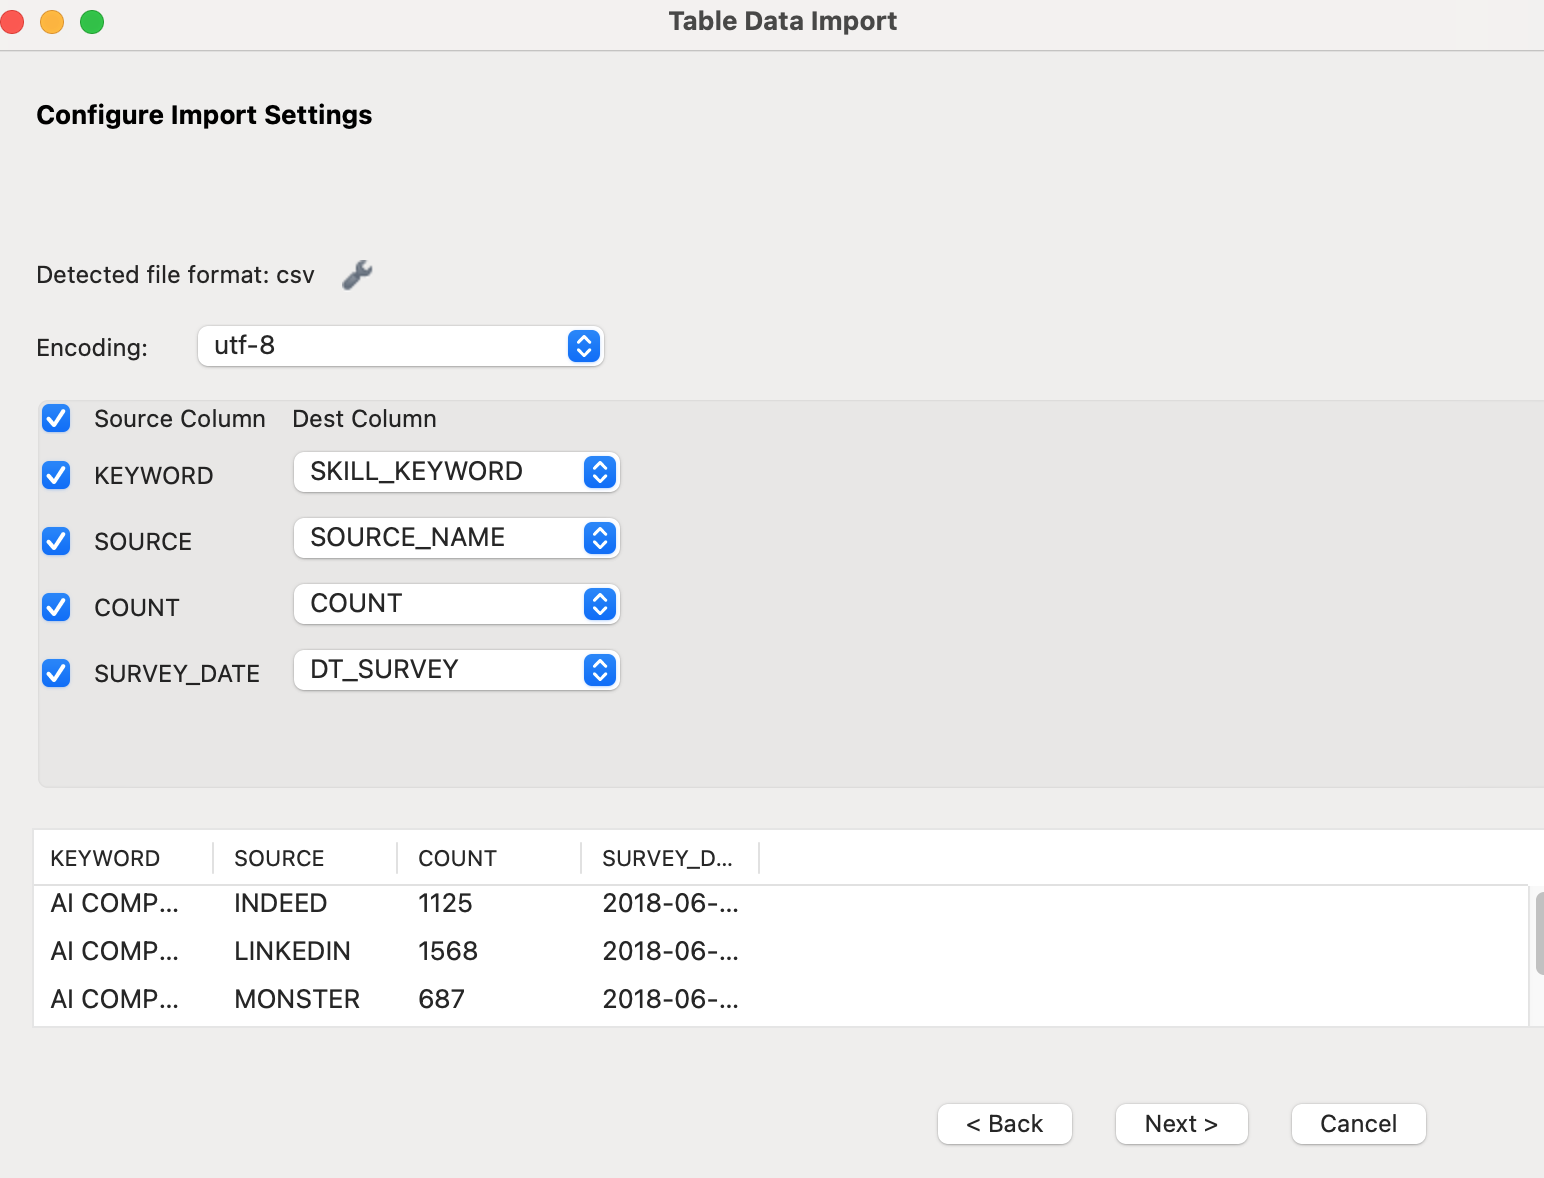 Table Data Import
Configure Import Settings
Detected file format: csv
Encoding: utf-8
Source Column Dest Column
KEYWORD SKILL_KEYWORD
SOURCE SOURCE_NAME
COUNT COUNT
SURVEY_DATE DT_SURVEY
KEYWORD SOURCE COUNT SURVEY_D...
AI COMP... INDEED 1125 2018-06-...
AI COMP... LINKEDIN 1568 2018-06-...
AI COMP... MONSTER 687 2018-06-...
< Back Next > Cancel